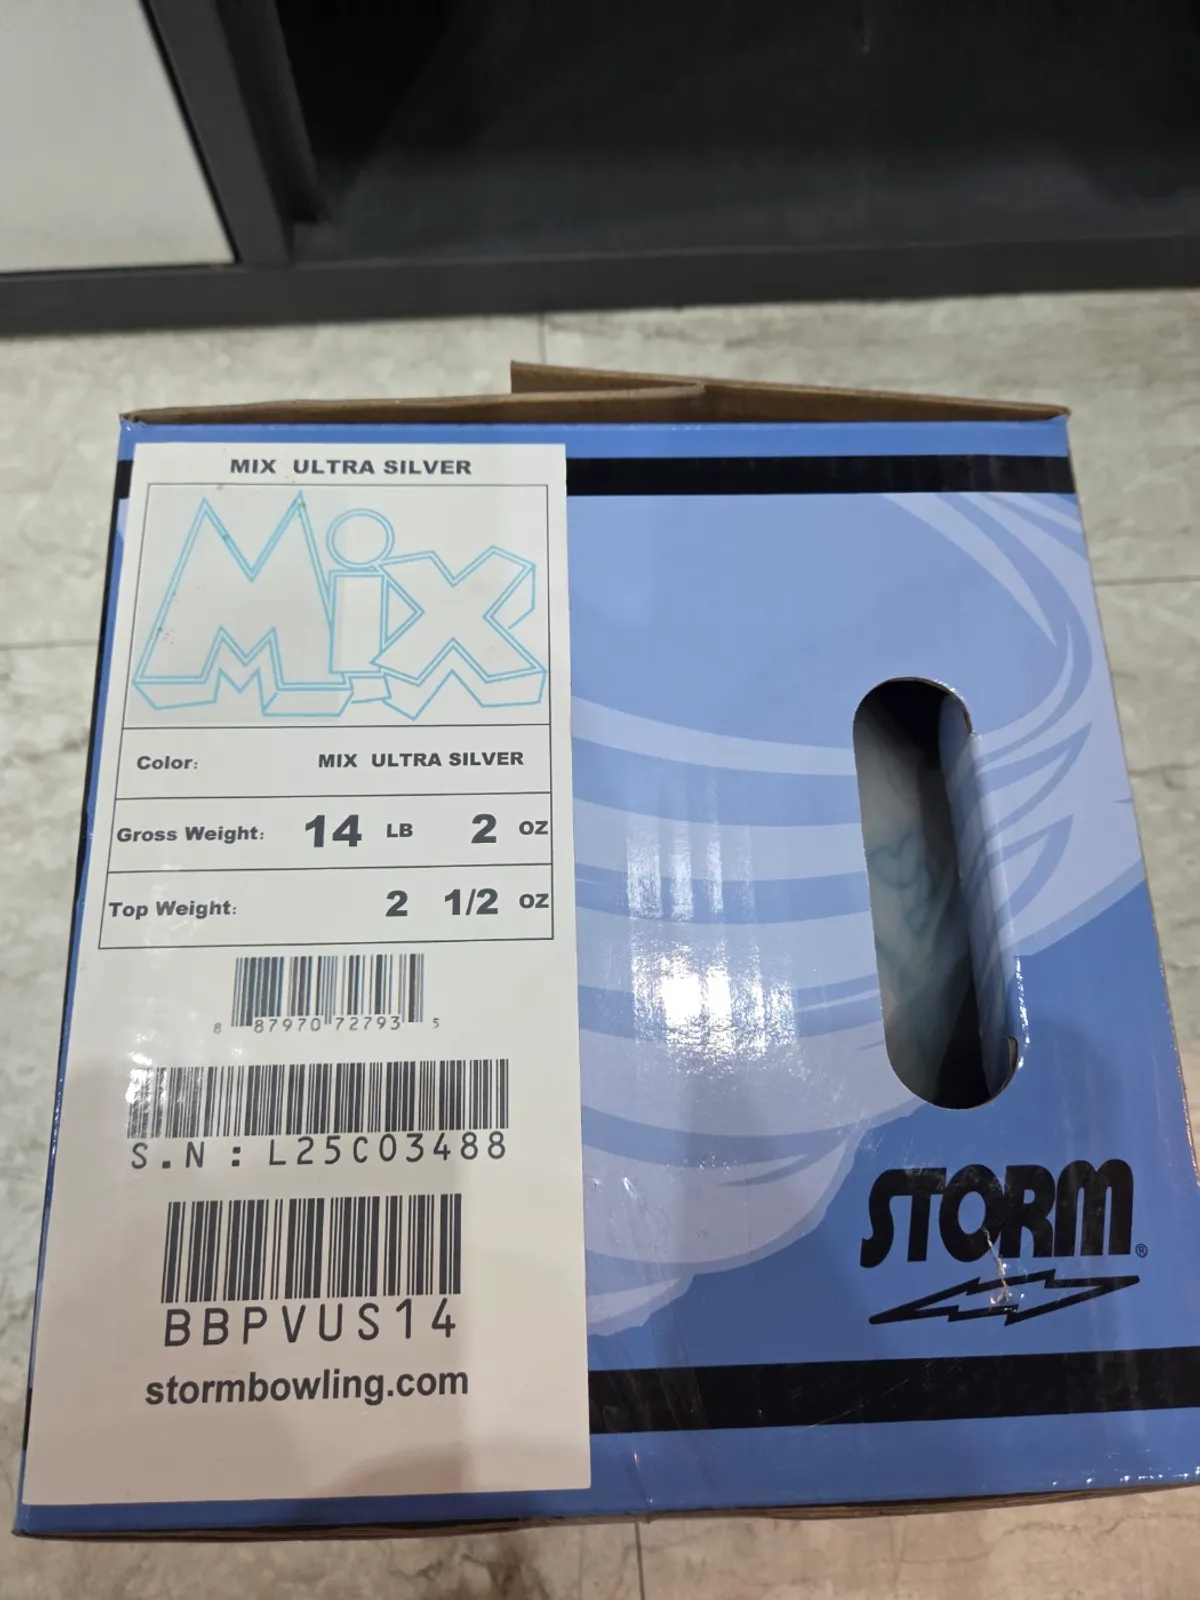 MIX ULTRA SILVER
Mix
Color: MIX ULTRA SILVER
Gross Weight: 14 LB 2 OZ
Top Weight: 2 1/2 OZ
8 87970 72793 5
S.N: L25C03488
BBPVUS14
stormbowling.com
STORM®